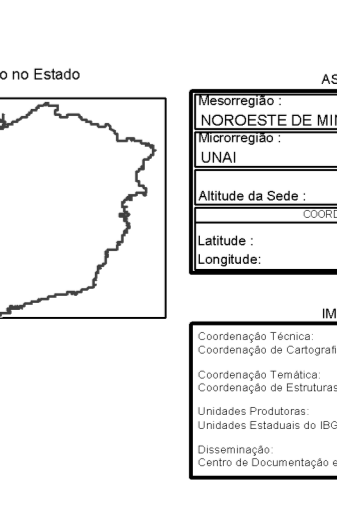 o no Estado
AS
Mesorregião :
NOROESTE DE MI
Microrregião :
UNAI
Altitude da Sede :
COORD
Latitude :
Longitude:
IM
Coordenação Técnica:
Coordenação de Cartografi
Coordenação Temática:
Coordenação de Estruturas
Unidades Produtoras:
Unidades Estaduais do IBG
Disseminação:
Centro de Documentação e